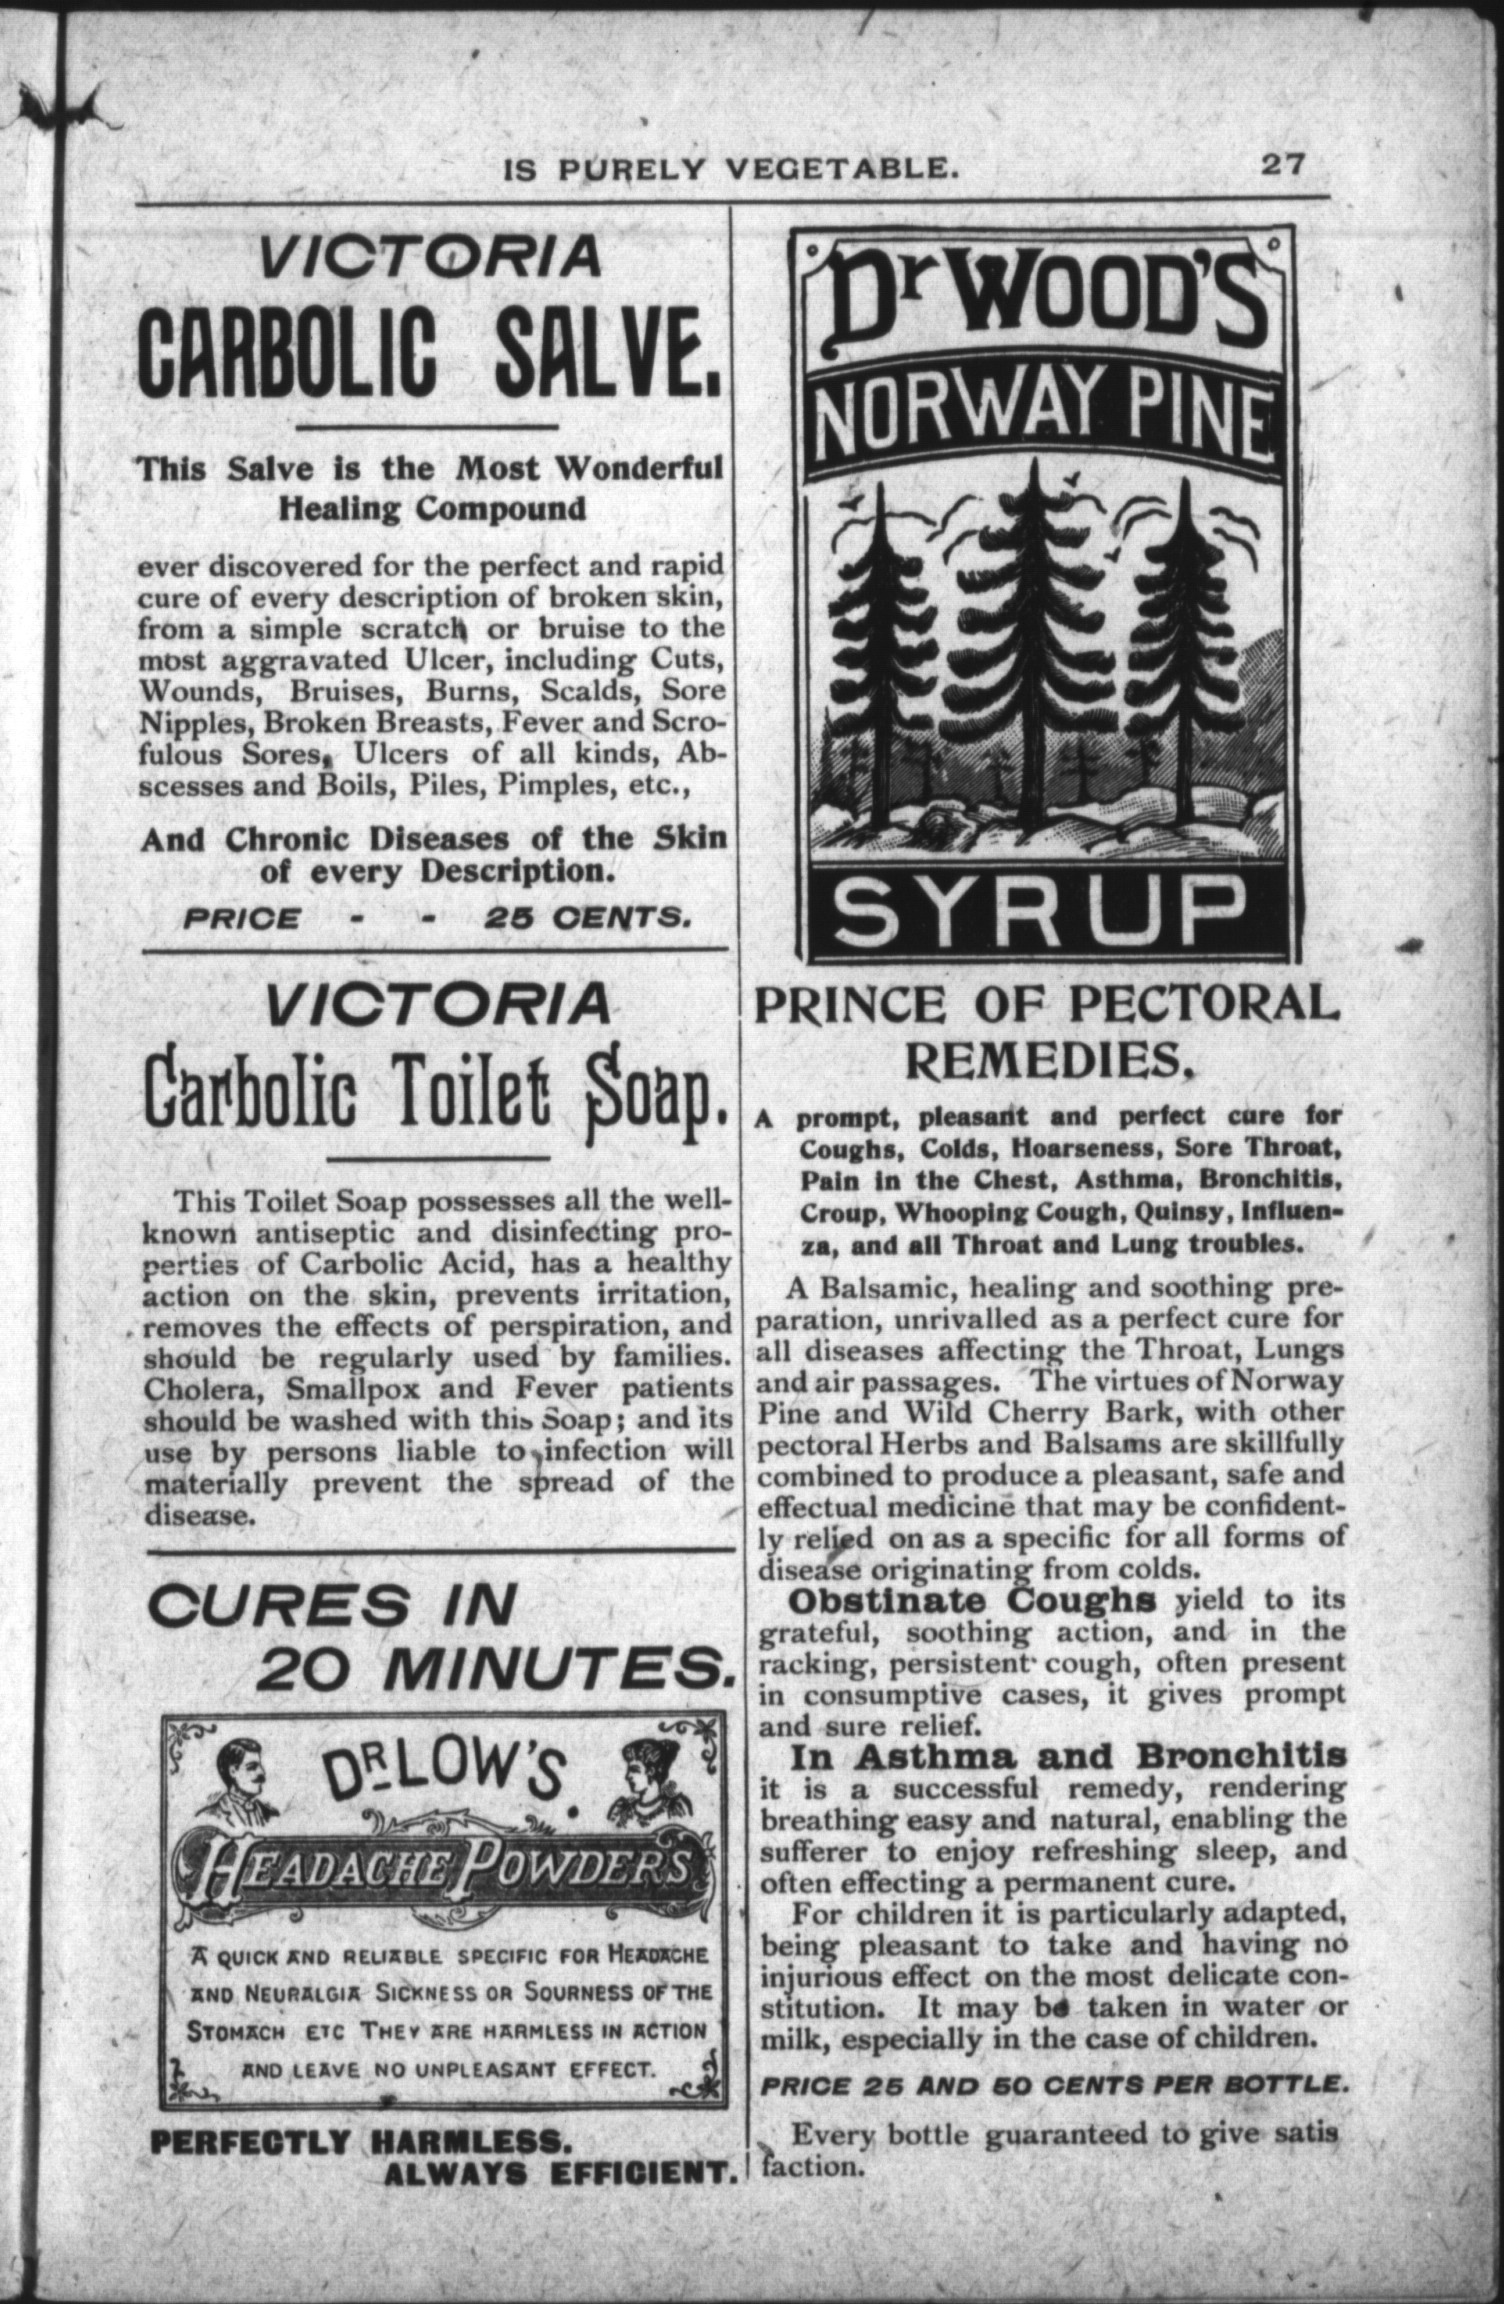 IS PURELY VEGETABLE. 27
VICTORIA
CARBOLIC SALVE.
This Salve is the Most Wonderful
Healing Compound
ever discovered for the perfect and rapid
cure of every description of broken skin,
from a simple scratch or bruise to the
most aggravated Ulcer, including Cuts,
Wounds, Bruises, Burns, Scalds, Sore
Nipples, Broken Breasts, Fever and Scro-
fulous Sores, Ulcers of all kinds, Ab-
scesses and Boils, Piles, Pimples, etc.,
And Chronic Diseases of the Skin
of every Description.
PRICE - - 25 CENTS.
VICTORIA
Carbolic Toilet Soap.
This Toilet Soap possesses all the well-
known antiseptic and disinfecting pro-
perties of Carbolic Acid, has a healthy
action on the skin, prevents irritation,
removes the effects of perspiration, and
should be regularly used by families.
Cholera, Smallpox and Fever patients
should be washed with this Soap; and its
use by persons liable to infection will
materially prevent the spread of the
disease.
CURES IN
20 MINUTES.
DR LOW'S.
HEADACHE POWDERS
A QUICK AND RELIABLE SPECIFIC FOR HEADACHE
AND NEURALGIA SICKNESS OR SOURNESS OF THE
STOMACH ETC THEY ARE HARMLESS IN ACTION
AND LEAVE NO UNPLEASANT EFFECT.
PERFECTLY HARMLESS.
ALWAYS EFFICIENT.
Dr WOOD'S
NORWAY PINE
SYRUP
PRINCE OF PECTORAL
REMEDIES.
A prompt, pleasant and perfect cure for
Coughs, Colds, Hoarseness, Sore Throat,
Pain in the Chest, Asthma, Bronchitis,
Croup, Whooping Cough, Quinsy, Influen-
za, and all Throat and Lung troubles.
A Balsamic, healing and soothing pre-
paration, unrivalled as a perfect cure for
all diseases affecting the Throat, Lungs
and air passages. The virtues of Norway
Pine and Wild Cherry Bark, with other
pectoral Herbs and Balsams are skillfully
combined to produce a pleasant, safe and
effectual medicine that may be confident-
ly relied on as a specific for all forms of
disease originating from colds.
Obstinate Coughs yield to its
grateful, soothing action, and in the
racking, persistent cough, often present
in consumptive cases, it gives prompt
and sure relief.
In Asthma and Bronchitis
it is a successful remedy, rendering
breathing easy and natural, enabling the
sufferer to enjoy refreshing sleep, and
often effecting a permanent cure.
For children it is particularly adapted,
being pleasant to take and having no
injurious effect on the most delicate con-
stitution. It may be taken in water or
milk, especially in the case of children.
PRICE 25 AND 50 CENTS PER BOTTLE.
Every bottle guaranteed to give satis
faction.